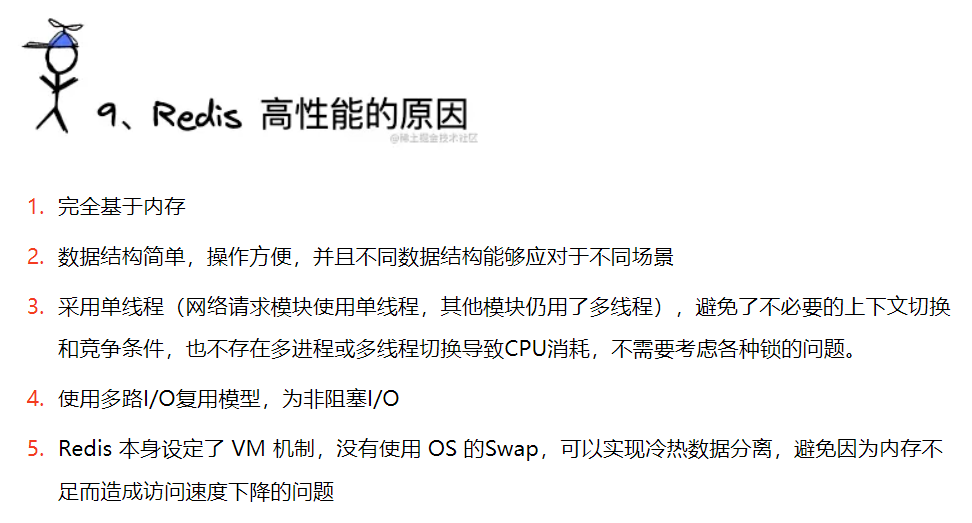 9、Redis 高性能的原因
@稀土掘金技术社区
1. 完全基于内存
2. 数据结构简单，操作方便，并且不同数据结构能够应对于不同场景
3. 采用单线程（网络请求模块使用单线程，其他模块仍用了多线程），避免了不必要的上下文切换
和竞争条件，也不存在多进程或多线程切换导致CPU消耗，不需要考虑各种锁的问题。
4. 使用多路I/O复用模型，为非阻塞I/O
5. Redis 本身设定了 VM 机制，没有使用 OS 的Swap，可以实现冷热数据分离，避免因为内存不
足而造成访问速度下降的问题